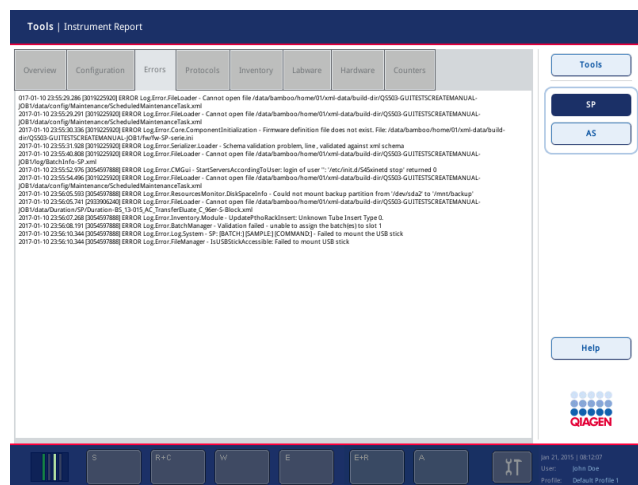 Tools | Instrument Report
Overview
Configuration
Errors
Protocols
Inventory
Labware
Hardware
Counters
017-01-10 23:55:29.286 [3019225920] ERROR Log.Error.FileLoader - Cannot open file /data/bamboo/home/01/xml-data/build-dir/QS503-GUITESTSCREATEMANUAL-
JOB1/data/config/Maintenance/ScheduledMaintenanceTask.xml
2017-01-10 23:55:29.291 [3019225920] ERROR Log.Error.FileLoader - Cannot open file /data/bamboo/home/01/xml-data/build-dir/QS503-GUITESTSCREATEMANUAL-
JOB1/data/config/Maintenance/ScheduledMaintenanceTask.xml
2017-01-10 23:55:30.336 [3019225920] ERROR Log.Error.Core.ComponentInitialization - Firmware definition file does not exist. File: /data/bamboo/home/01/xml-data/build-
dir/QS503-GUITESTSCREATEMANUAL-JOB1/fw/fw-SP-serie.ini
2017-01-10 23:55:31.928 [3019225920] ERROR Log.Error.Serializer.Loader - Schema validation problem, line , validated against xml schema
2017-01-10 23:55:40.808 [3019225920] ERROR Log.Error.FileLoader - Cannot open file /data/bamboo/home/01/xml-data/build-dir/QS503-GUITESTSCREATEMANUAL-
JOB1/log/BatchInfo-SP.xml
2017-01-10 23:55:52.976 [3054597888] ERROR Log.Error.CMGui - StartServersAccordingToUser: login of user '': '/etc/init.d/S45xinetd stop' returned 0
2017-01-10 23:55:54.496 [3054597888] ERROR Log.Error.FileLoader - Cannot open file /data/bamboo/home/01/xml-data/build-dir/QS503-GUITESTSCREATEMANUAL-
JOB1/data/config/Maintenance/ScheduledMaintenanceTask.xml
2017-01-10 23:56:05.593 [3054597888] ERROR Log.Error.ResourcesMonitor.DiskSpaceInfo - Could not mount backup partition from '/dev/sda2' to '/mnt/backup'
2017-01-10 23:56:05.741 [2933906240] ERROR Log.Error.FileLoader - Cannot open file /data/bamboo/home/01/xml-data/build-dir/QS503-GUITESTSCREATEMANUAL-
JOB1/data/Duration/SP/Duration-BS_13-015_AC_TransferEluate_C_96er-S-Block.xml
2017-01-10 23:56:07.268 [3054597888] ERROR Log.Error.Inventory.Module - UpdatePthoRackInsert: Unknown Tube Insert Type 0.
2017-01-10 23:56:08.191 [3054597888] ERROR Log.Error.BatchManager - Validation failed - unable to assign the batch(es) to slot 1
2017-01-10 23:56:10.344 [3054597888] ERROR Log.Error.Log.System - SP: [BATCH:] [SAMPLE:] [COMMAND:] - Failed to mount the USB stick
2017-01-10 23:56:10.344 [3054597888] ERROR Log.Error.FileManager - IsUSBStickAccessible: Failed to mount USB stick
Tools
SP
AS
Help
QIAGEN
S
R+C
W
E
E+R
A
Jan 21, 2015 | 08:12:07
User: John Doe
Profile: Default Profile 1